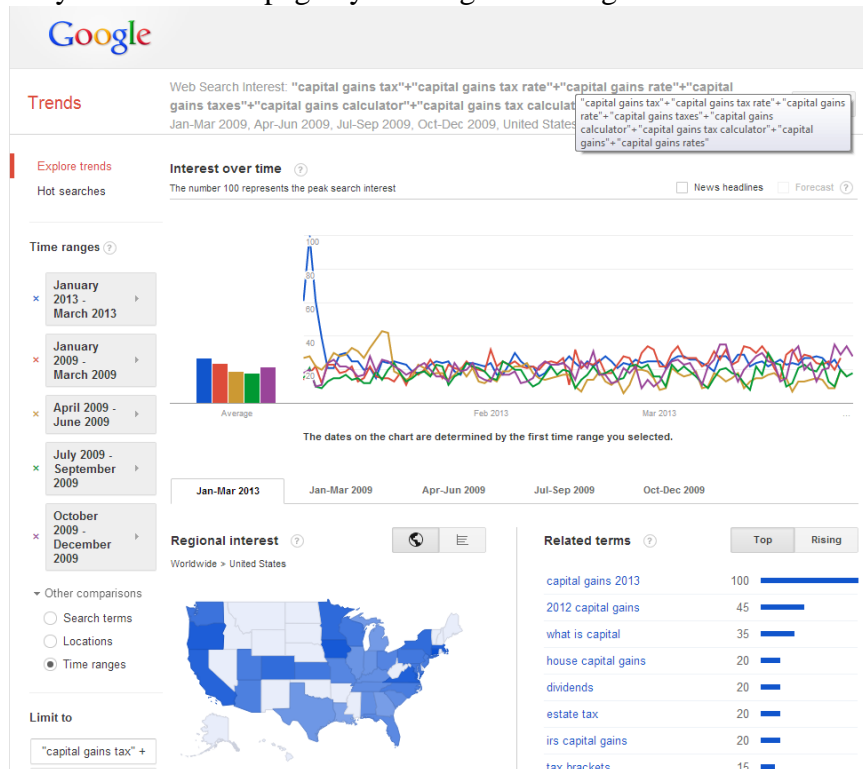 Google
Trends
Web Search Interest: "capital gains tax"+"capital gains tax rate"+"capital gains rate"+"capital
gains taxes"+"capital gains calculator"+"capital gains tax calculat
Jan-Mar 2009, Apr-Jun 2009, Jul-Sep 2009, Oct-Dec 2009, United States
"capital gains tax"+"capital gains tax rate"+"capital gains
rate"+"capital gains taxes"+"capital gains
calculator"+"capital gains tax calculator"+"capital
gains"+"capital gains rates"
Explore trends
Hot searches
Time ranges ?
× January
2013 -
March 2013
× January
2009 -
March 2009
× April 2009 -
June 2009
× July 2009 -
September
2009
× October
2009 -
December
2009
Other comparisons
Search terms
Locations
Time ranges
Limit to
"capital gains tax" +
Interest over time ?
The number 100 represents the peak search interest
News headlines
Forecast ?
100
80
60
40
20
Average
Feb 2013
Mar 2013
...
The dates on the chart are determined by the first time range you selected.
Jan-Mar 2013 Jan-Mar 2009 Apr-Jun 2009 Jul-Sep 2009 Oct-Dec 2009
Regional interest ?
Worldwide > United States
Related terms ? Top Rising
capital gains 2013 100
2012 capital gains 45
what is capital 35
house capital gains 20
dividends 20
estate tax 20
irs capital gains 20
tax brackets 15